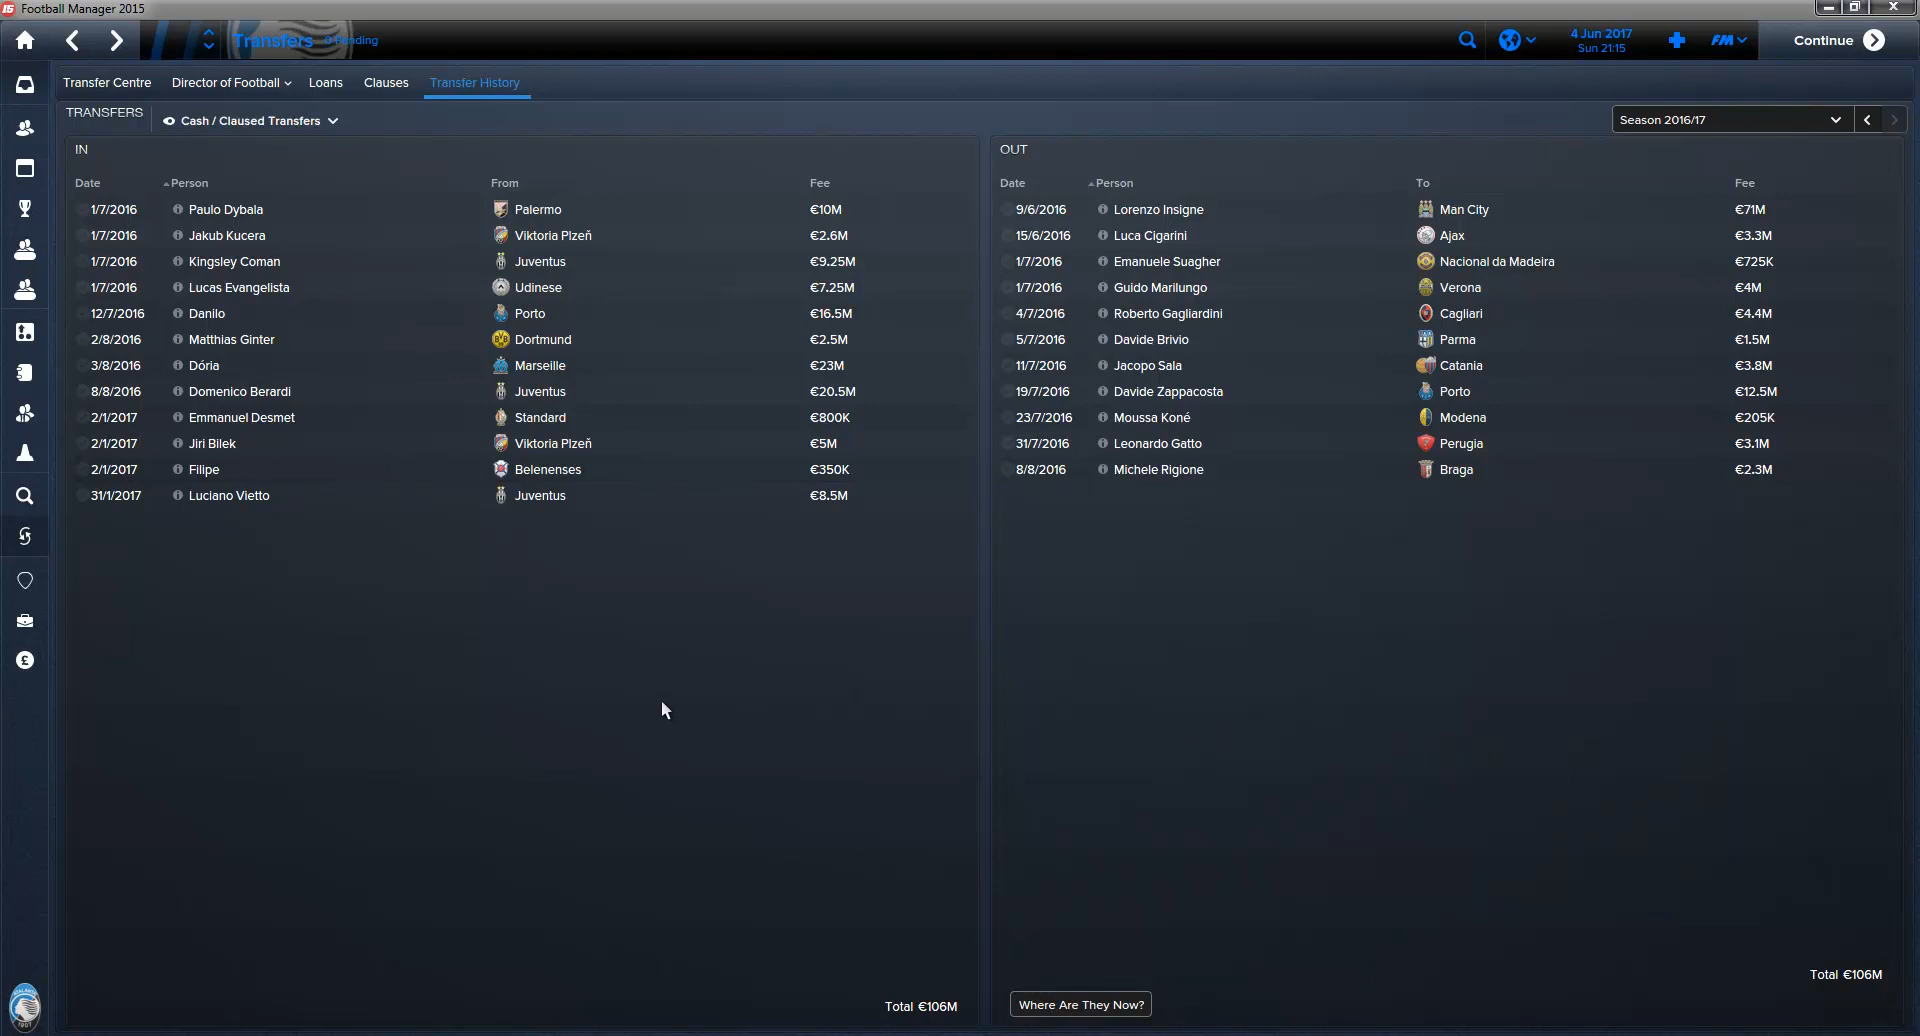 Football Manager 2015
Transfers 0 Pending
4 Jun 2017
Sun 21:15
FM
Continue
Transfer Centre Director of Football Loans Clauses Transfer History
TRANSFERS Cash / Claused Transfers Season 2016/17
IN
Date Person From Fee
1/7/2016 Paulo Dybala Palermo €10M
1/7/2016 Jakub Kucera Viktoria Plzeň €2.6M
1/7/2016 Kingsley Coman Juventus €9.25M
1/7/2016 Lucas Evangelista Udinese €7.25M
12/7/2016 Danilo Porto €16.5M
2/8/2016 Matthias Ginter Dortmund €2.5M
3/8/2016 Dória Marseille €23M
8/8/2016 Domenico Berardi Juventus €20.5M
2/1/2017 Emmanuel Desmet Standard €800K
2/1/2017 Jiri Bilek Viktoria Plzeň €5M
2/1/2017 Filipe Belenenses €350K
31/1/2017 Luciano Vietto Juventus €8.5M
Total €106M
OUT
Date Person To Fee
9/6/2016 Lorenzo Insigne Man City €71M
15/6/2016 Luca Cigarini Ajax €3.3M
1/7/2016 Emanuele Suagher Nacional da Madeira €725K
1/7/2016 Guido Marilungo Verona €4M
4/7/2016 Roberto Gagliardini Cagliari €4.4M
5/7/2016 Davide Brivio Parma €1.5M
11/7/2016 Jacopo Sala Catania €3.8M
19/7/2016 Davide Zappacosta Porto €12.5M
23/7/2016 Moussa Koné Modena €205K
31/7/2016 Leonardo Gatto Perugia €3.1M
8/8/2016 Michele Rigione Braga €2.3M
Total €106M
Where Are They Now?